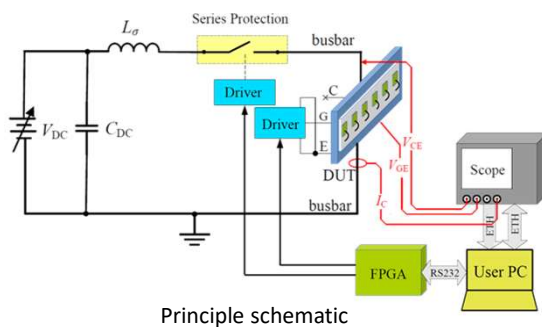 Series Protection
Lσ
busbar
Driver
C
Driver
G
E
VDC
CDC
DUT
VCE
VGE
IC
Scope
busbar
ETH
ETH
FPGA
RS232
User PC
Principle schematic